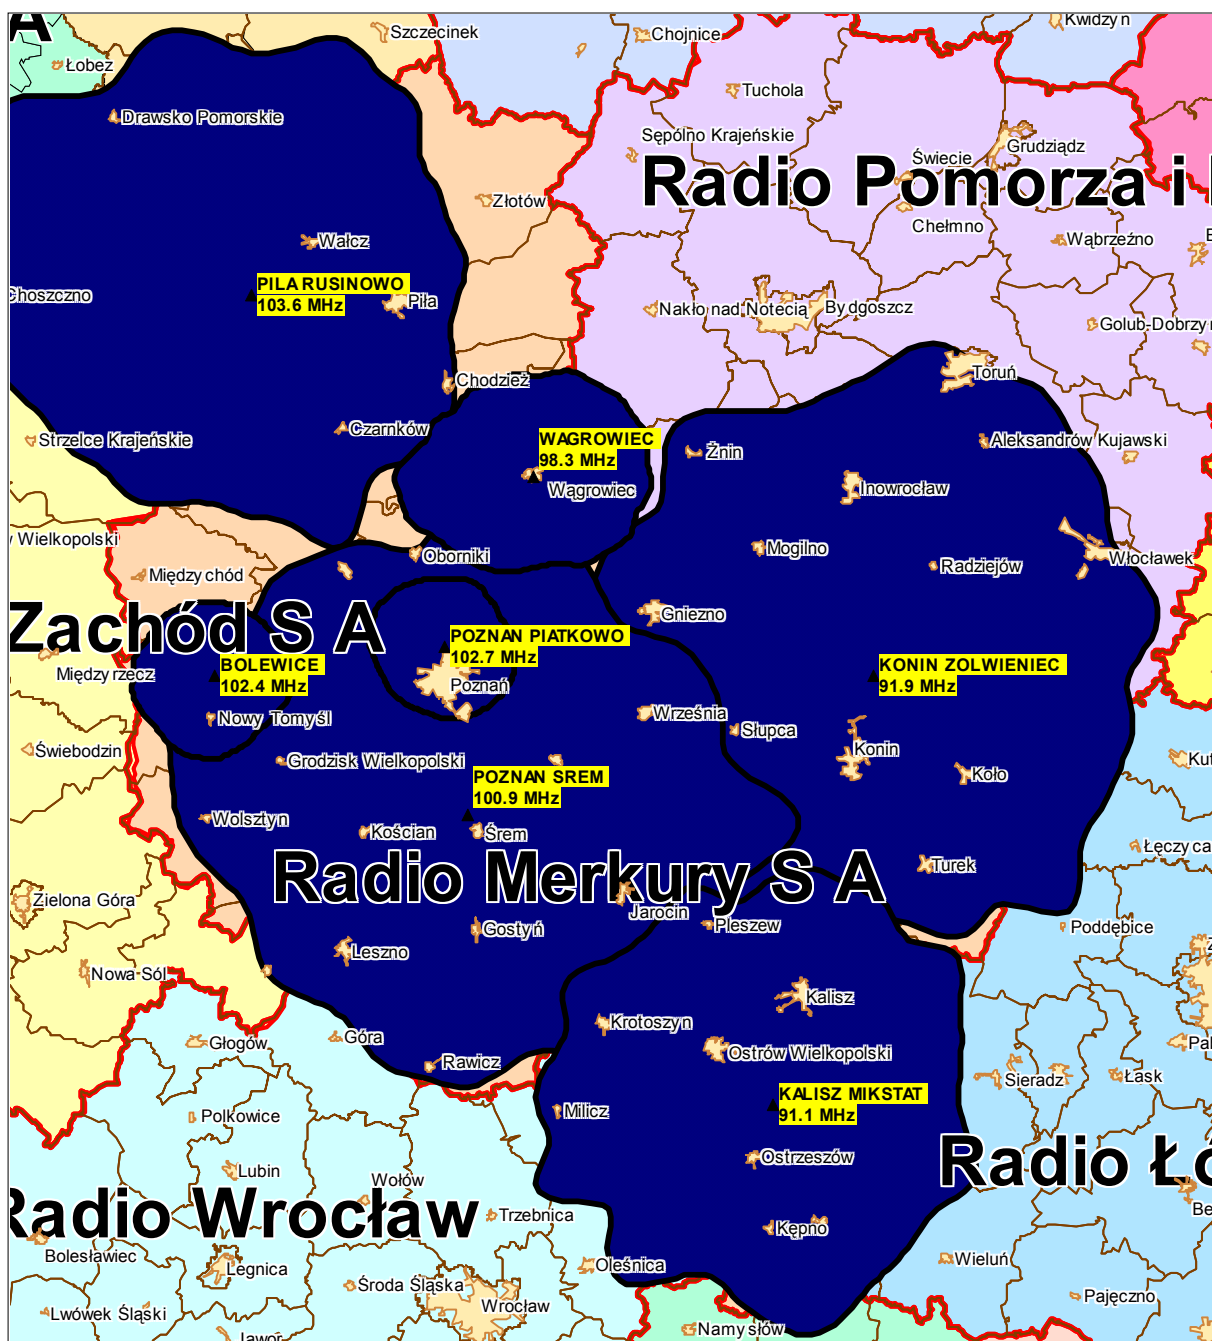 A
Szczecinek
Chojnice
Kwidzyn
Łobez
Tuchola
Drawsko Pomorskie
Sępólno Krajeńskie
Grudziądz
Świecie
Radio Pomorza i
Złotów
Chełmno
Wałcz
Wąbrzeźno
PILA RUSINOWO
103.6 MHz
Choszczno
Piła
Nakło nad Notecią
Bydgoszcz
Golub-Dobrzy
Toruń
Chodzież
Czarnków
Strzelce Krajeńskie
WAGROWIEC
98.3 MHz
Żnin
Aleksandrów Kujawski
Wągrowiec
Inowrocław
Wielkopolski
Oborniki
Mogilno
Włocławek
Radziejów
Międzychód
Gniezno
Zachód S A
POZNAN PIATKOWO
102.7 MHz
BOLEWICE
102.4 MHz
KONIN ZOLWIENIEC
91.9 MHz
Międzyrzecz
Poznań
Nowy Tomyśl
Września
Słupca
Świebodzin
Konin
Kut
Grodzisk Wielkopolski
POZNAN SREM
100.9 MHz
Koło
Wolsztyn
Kościan
Śrem
Łęczyca
Turek
Radio Merkury S A
Zielona Góra
Jarocin
Pleszew
Poddębice
Gostyń
Leszno
Nowa Sól
Kalisz
Krotoszyn
Góra
Głogów
Ostrów Wielkopolski
Pab
Rawicz
Sieradz
Łask
KALISZ MIKSTAT
91.1 MHz
Milicz
Polkowice
Ostrzeszów
Radio Łó
Lubin
Wołów
Radio Wrocław
Trzebnica
Be
Kępno
Bolesławiec
Legnica
Oleśnica
Wieluń
Środa Śląska
Pajęczno
Lwówek Śląski
Wrocław
Namysłów
Jawor